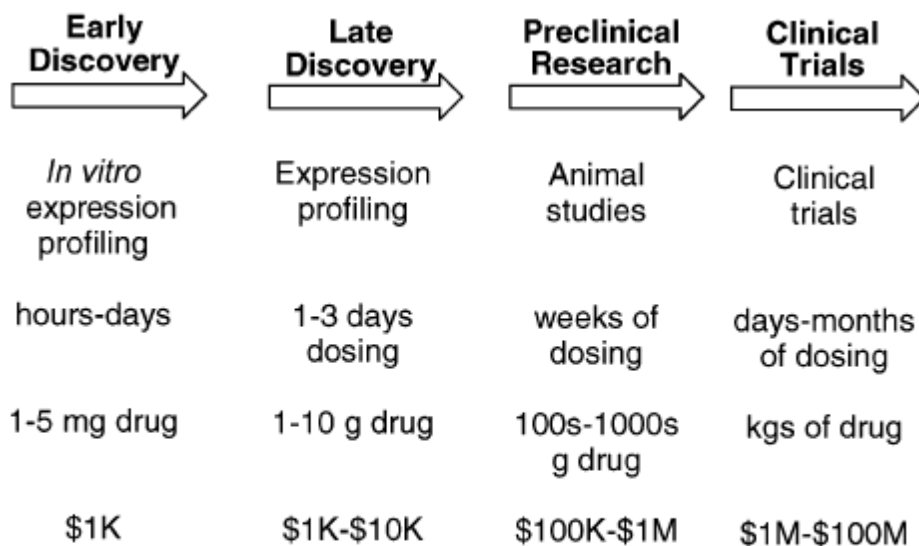 Early
Discovery
Late
Discovery
Preclinical
Research
Clinical
Trials
In vitro
expression
profiling
Expression
profiling
Animal
studies
Clinical
trials
hours-days
1-3 days
dosing
weeks of
dosing
days-months
of dosing
1-5 mg drug
1-10 g drug
100s-1000s
g drug
kgs of drug
$1K
$1K-$10K
$100K-$1M
$1M-$100M